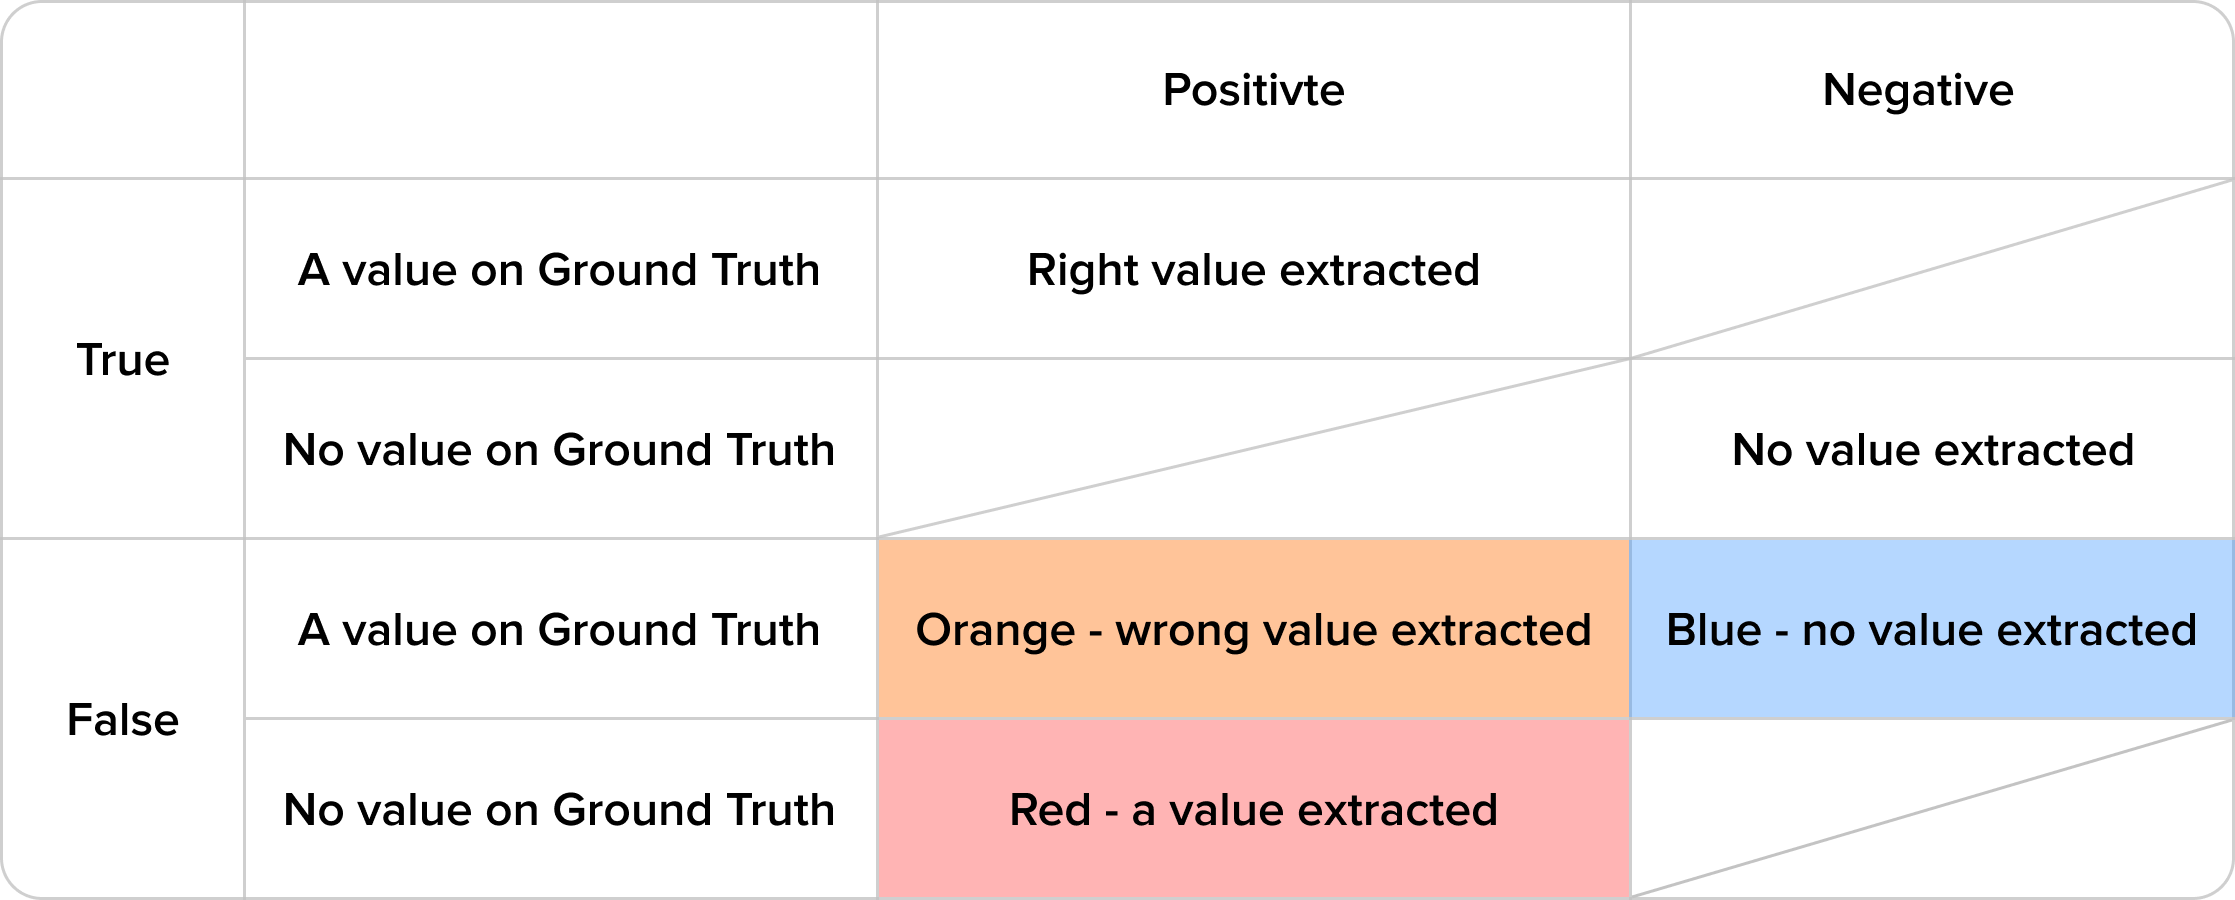 Positivte
Negative
True
A value on Ground Truth
Right value extracted
No value on Ground Truth
No value extracted
False
A value on Ground Truth
Orange - wrong value extracted
Blue - no value extracted
No value on Ground Truth
Red - a value extracted